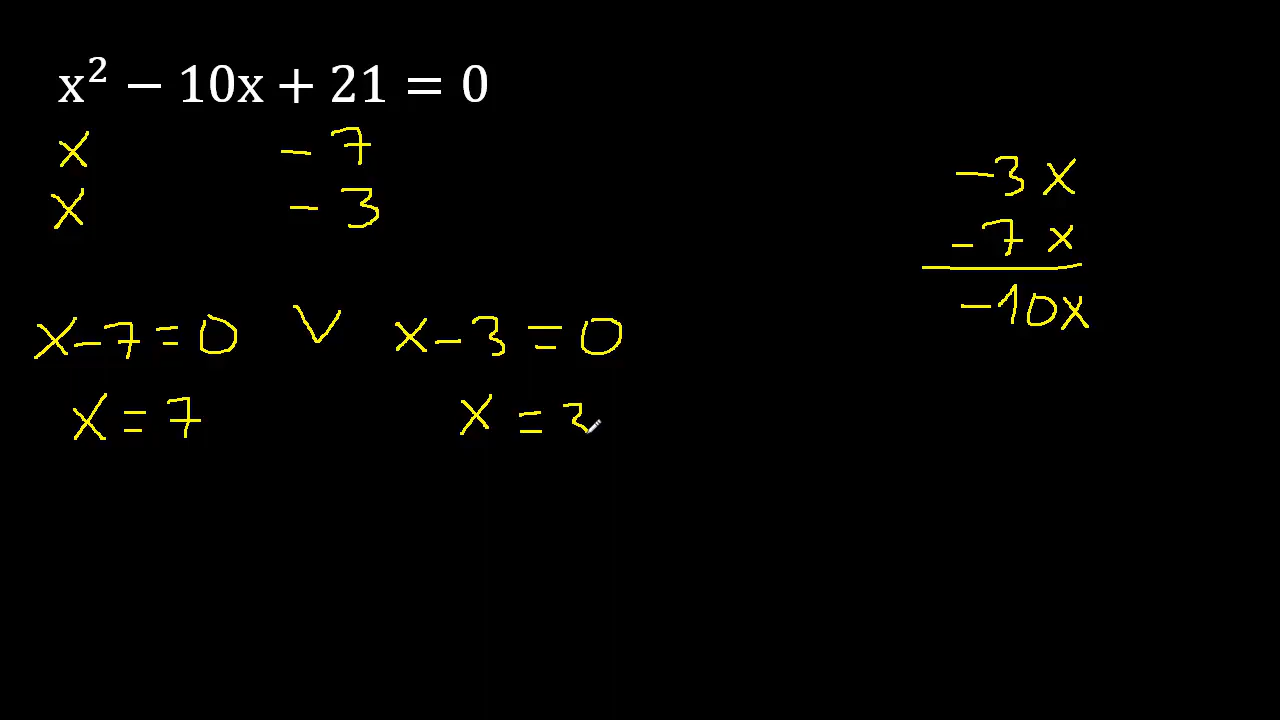 x² − 10x + 21 = 0
x − 7
x − 3
−3x
−7x
−10x
x−7=0 ∨ x−3=0
x=7 x=3